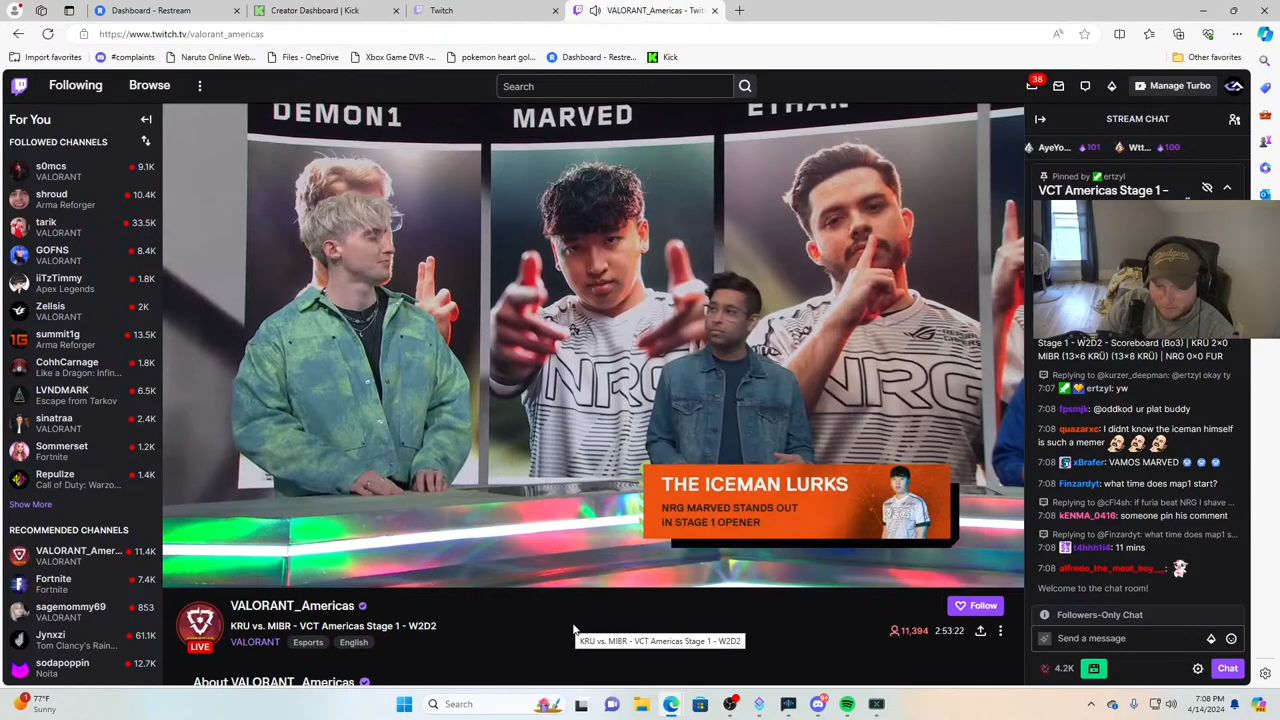 Dashboard - Restream
Creator Dashboard | Kick
Twitch
VALORANT_Americas - Twit
https://www.twitch.tv/valorant_americas
Import favorites
#complaints
Naruto Online Web...
Files - OneDrive
Xbox Game DVR -...
pokemon heart gol...
Dashboard - Restre...
Kick
Other favorites
Following
Browse
Search
38
Manage Turbo
For You
FOLLOWED CHANNELS
s0mcs
9.1K
VALORANT
shroud
10.4K
Arma Reforger
tarik
33.5K
VALORANT
GOFNS
8.4K
VALORANT
iiTzTimmy
1.8K
Apex Legends
Zellsis
2K
VALORANT
summit1g
13.5K
Arma Reforger
CohhCarnage
1.8K
Like a Dragon: Infin...
LVNDMARK
6.5K
Escape from Tarkov
sinatraa
2.4K
VALORANT
Somerset
1.2K
Fortnite
Repullze
1.4K
Call of Duty: Warzo...
Show More
RECOMMENDED CHANNELS
VALORANT_Amer...
11.4K
VALORANT
Fortnite
7.4K
Fortnite
sagemommy69
853
VALORANT
Jynxzi
61.1K
Tom Clancy's Rain...
sodapoppin
12.7K
Noita
DEMON1
MARVED
ETHAN
NRG
NRG
THE ICEMAN LURKS
NRG MARVED STANDS OUT
IN STAGE 1 OPENER
LIVE
VALORANT_Americas
KRU vs. MIBR - VCT Americas Stage 1 - W2D2
VALORANT
Esports
English
KRU vs. MIBR - VCT Americas Stage 1 - W2D2
Follow
11,394
2:53:22
About VALORANT_Americas
STREAM CHAT
AyeYo...
101
Wtt...
100
Pinned by ertzyl
VCT Americas Stage 1 –
Stage 1 - W2D2 - Scoreboard (Bo3) | KRU 2×0
MIBR (13×6 KRÜ) (13×8 KRÜ) | NRG 0×0 FUR
Replying to @kurzer_deepman: @ertzyl okay ty
7:07 ertzyl: yw
7:08 fpsmjk: @oddkod ur plat buddy
7:08 quazarxc: I didnt know the iceman himself
is such a memer
7:08 xBrafer: VAMOS MARVED
7:08 Finzardyt: what time does map1 start?
Replying to @cFl4sh: if furia beat NRG I shave ...
7:08 kENMA_0416: someone pin his comment
Replying to @Finzardyt: what time does map1 s...
7:08 t4hhh1i4: 11 mins
7:08 alfredo_the_meat_boy__:
Welcome to the chat room!
Followers-Only Chat
Send a message
4.2K
Chat
77°F
Sunny
Search
9+
7:08 PM
4/14/2024